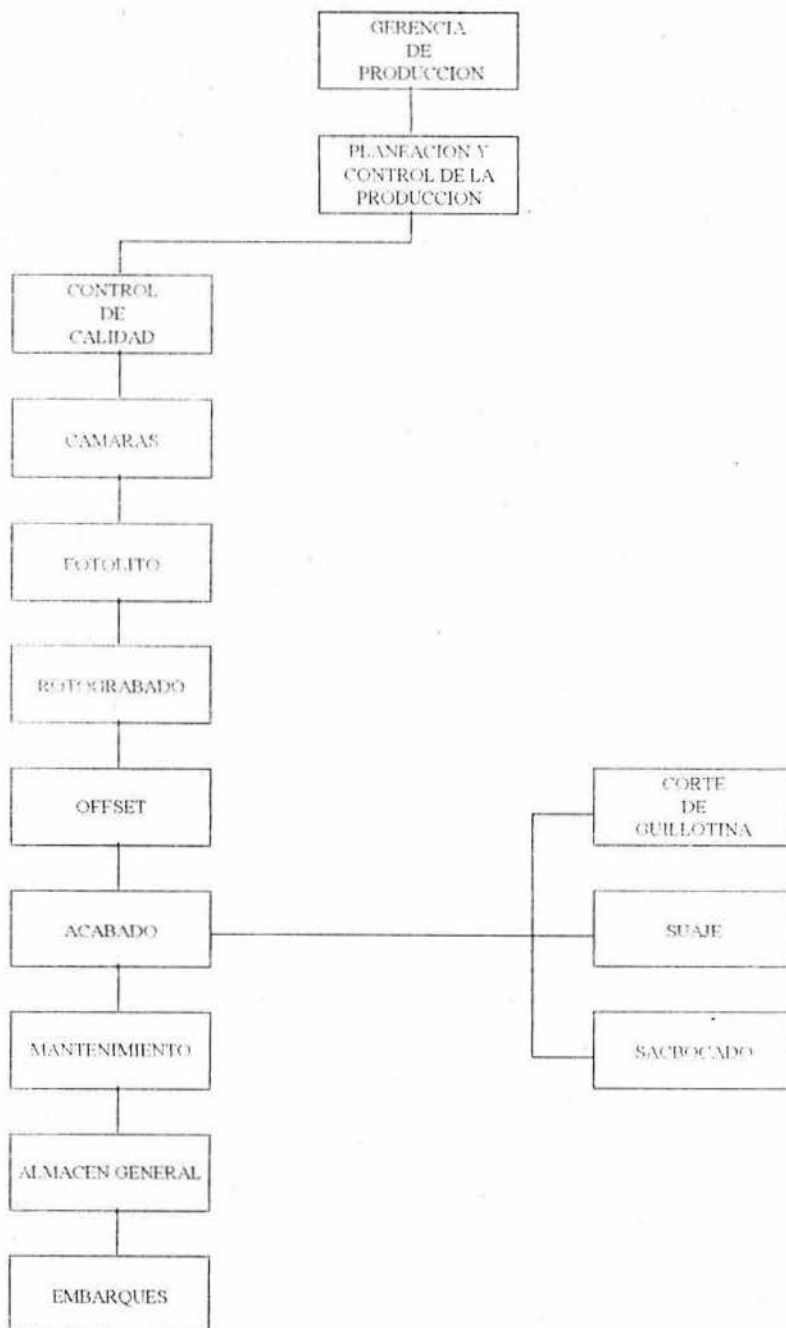 GERENCIA
DE
PRODUCCION
PLANEACION Y
CONTROL DE LA
PRODUCCION
CONTROL
DE
CALIDAD
CAMARAS
FOTOLITO
ROTOGRABADO
OFFSET
CORTE
DE
GUILLOTINA
ACABADO
SUAJE
MANTENIMIENTO
SACBOCADO
ALMACEN GENERAL
EMBARQUES